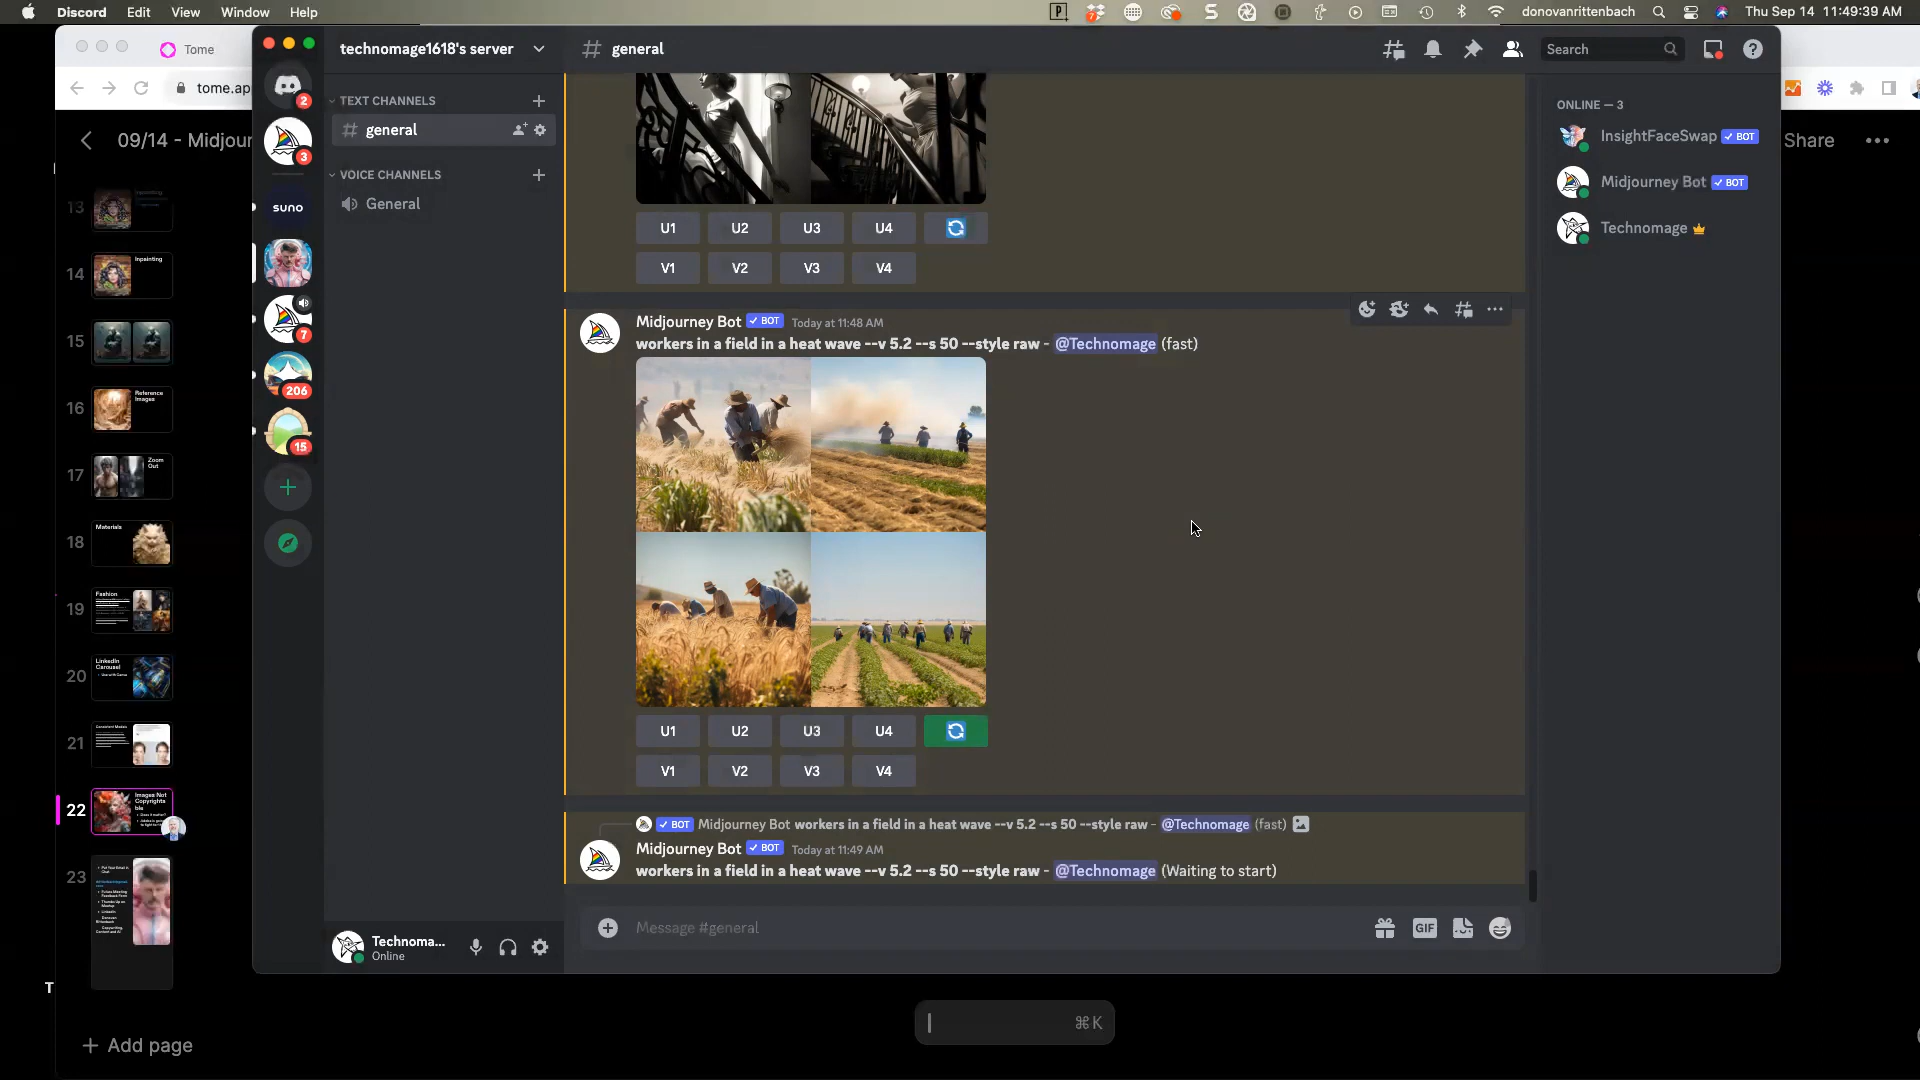 Discord Edit View Window Help
donovanrittenbach Thu Sep 14 11:49:39 AM
Tome
technomage1618's server
# general
Search
tome.ap
09/14 - Midjour
Share
TEXT CHANNELS
# general
VOICE CHANNELS
General
2
3
suno
7
206
15
U1 U2 U3 U4
V1 V2 V3 V4
Midjourney Bot ✓ BOT Today at 11:48 AM
workers in a field in a heat wave --v 5.2 --s 50 --style raw - @Technomage (fast)
U1 U2 U3 U4
V1 V2 V3 V4
✓ BOT Midjourney Bot workers in a field in a heat wave --v 5.2 --s 50 --style raw - @Technomage (fast)
Midjourney Bot ✓ BOT Today at 11:49 AM
workers in a field in a heat wave --v 5.2 --s 50 --style raw - @Technomage (Waiting to start)
Message #general
GIF
ONLINE — 3
InsightFaceSwap ✓ BOT
Midjourney Bot ✓ BOT
Technomage
Technoma...
Online
13
14 Inpainting
15
16 Reference
Images
17 Zoom
Out
18 Materials
19 Fashion
20 LinkedIn
Carousel
21
22 Images Not
Copyrighta
ble
23
T
+ Add page
⌘K